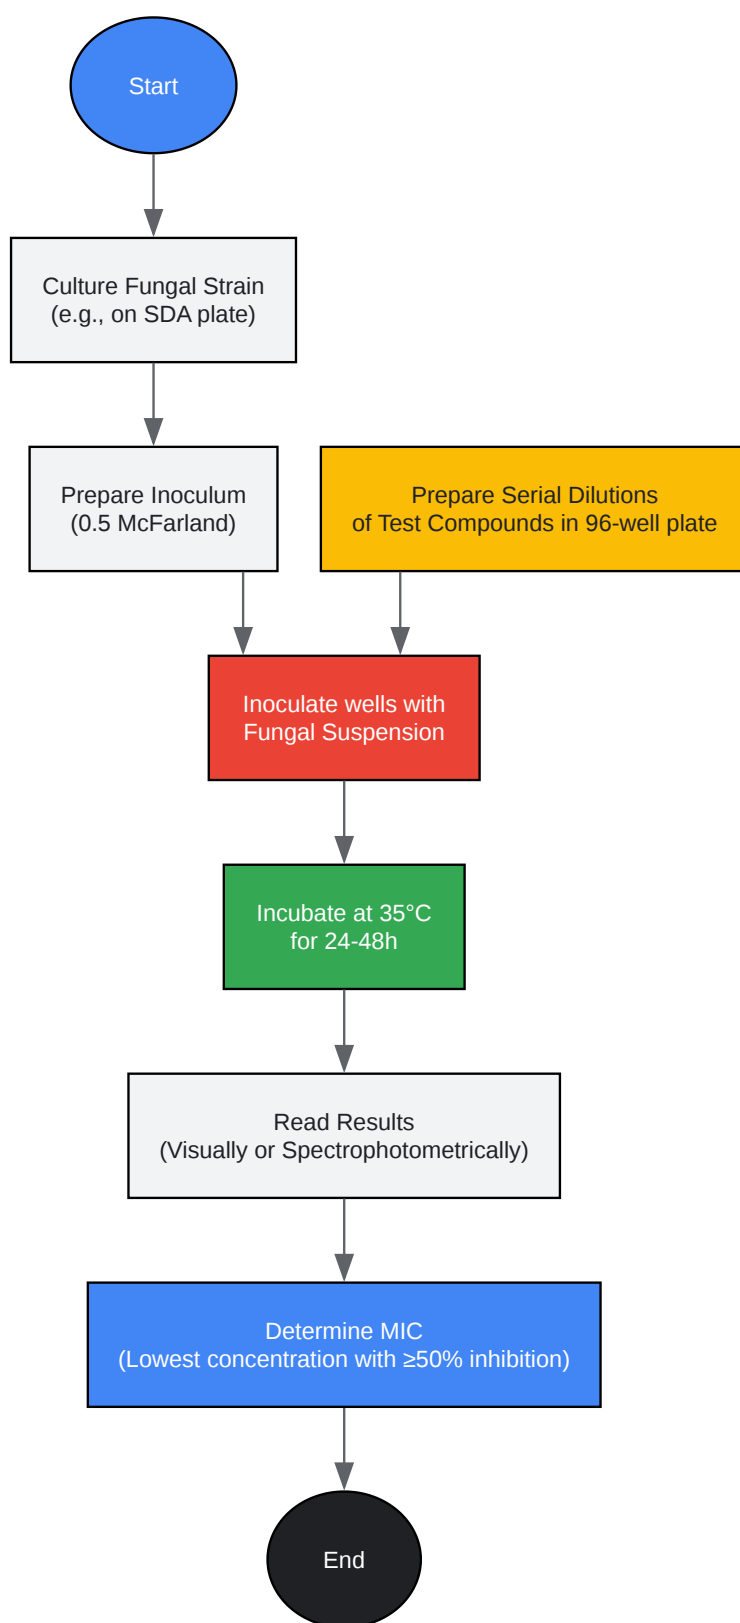 Start
Culture Fungal Strain
(e.g., on SDA plate)
Prepare Inoculum
(0.5 McFarland)
Prepare Serial Dilutions
of Test Compounds in 96-well plate
Inoculate wells with
Fungal Suspension
Incubate at 35°C
for 24-48h
Read Results
(Visually or Spectrophotometrically)
Determine MIC
(Lowest concentration with ≥50% inhibition)
End